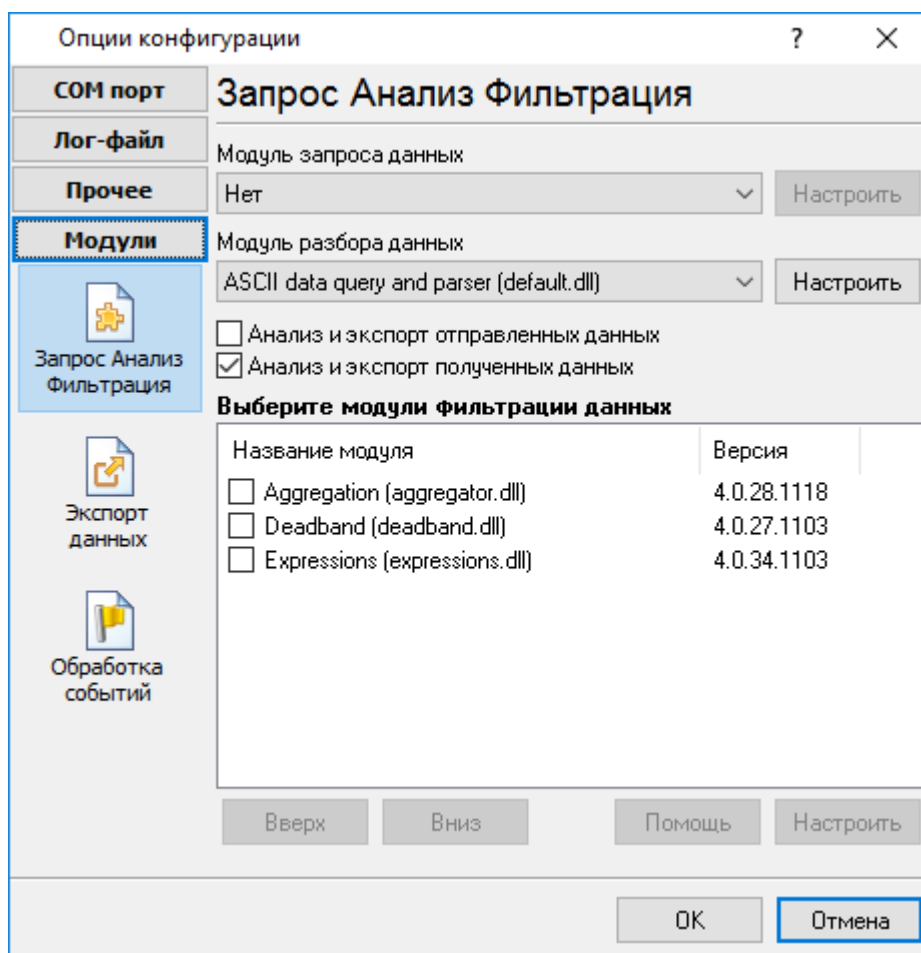 Опции конфигурации
?
COM порт
Лог-файл
Прочее
Модули
Запрос Анализ
Фильтрация
Экспорт
данных
Обработка
событий
Запрос Анализ Фильтрация
Модуль запроса данных
Нет
Настроить
Модуль разбора данных
ASCII data query and parser (default.dll)
Настроить
Анализ и экспорт отправленных данных
Анализ и экспорт полученных данных
Выберите модули фильтрации данных
Название модуля Версия
Aggregation (aggregator.dll) 4.0.28.1118
Deadband (deadband.dll) 4.0.27.1103
Expressions (expressions.dll) 4.0.34.1103
Вверх Вниз Помощь Настроить
OK Отмена